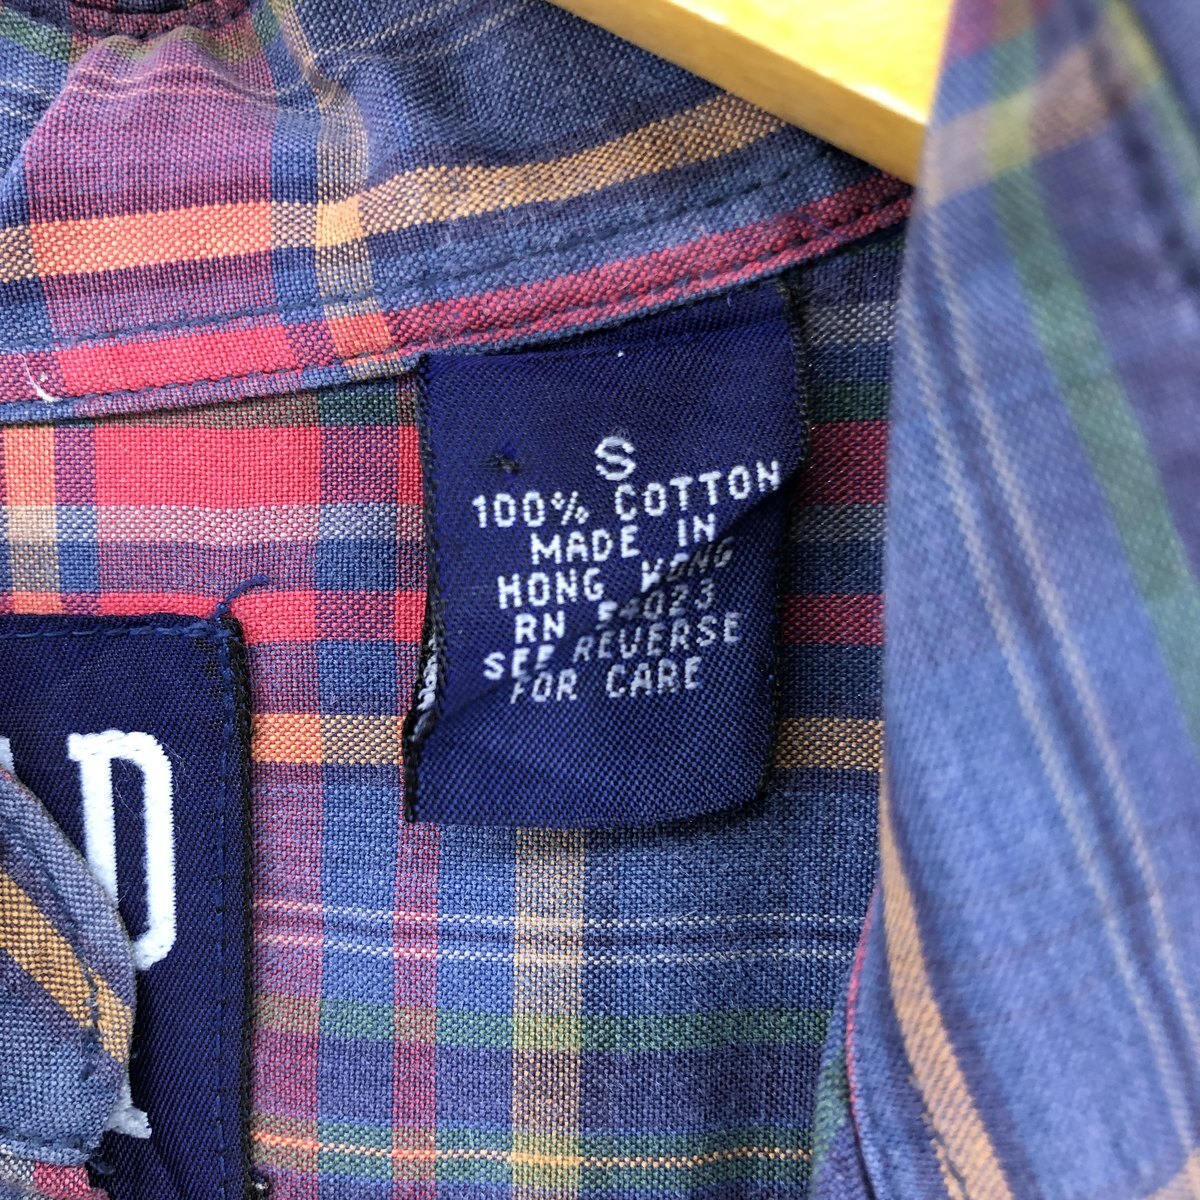 S
100% COTTON
MADE IN
HONG KONG
RN 54023
SEE REVERSE
FOR CARE